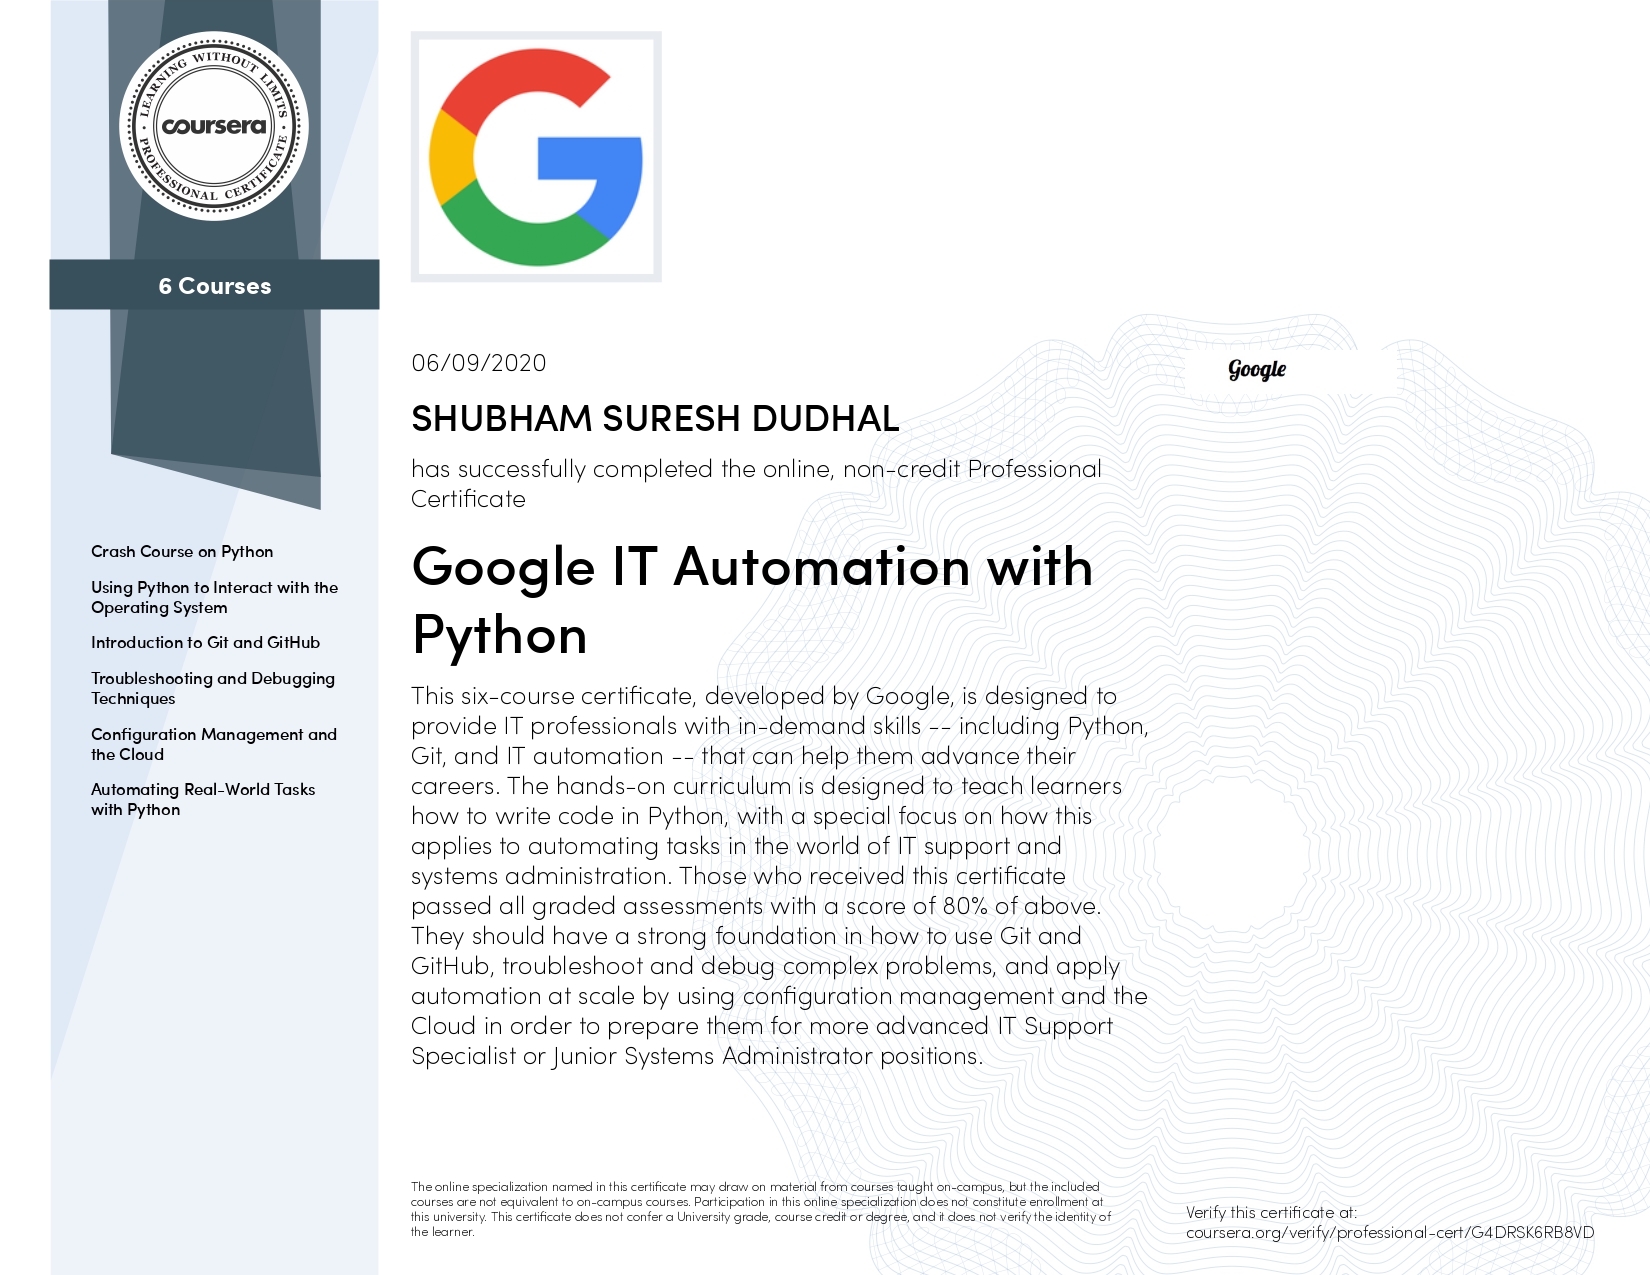 LEARNING WITHOUT LIMITS
coursera
PROFESSIONAL CERTIFICATE
6 Courses
Crash Course on Python
Using Python to Interact with the
Operating System
Introduction to Git and GitHub
Troubleshooting and Debugging
Techniques
Configuration Management and
the Cloud
Automating Real-World Tasks
with Python
06/09/2020
Google
SHUBHAM SURESH DUDHAL
has successfully completed the online, non-credit Professional
Certificate
Google IT Automation with
Python
This six-course certificate, developed by Google, is designed to
provide IT professionals with in-demand skills -- including Python,
Git, and IT automation -- that can help them advance their
careers. The hands-on curriculum is designed to teach learners
how to write code in Python, with a special focus on how this
applies to automating tasks in the world of IT support and
systems administration. Those who received this certificate
passed all graded assessments with a score of 80% of above.
They should have a strong foundation in how to use Git and
GitHub, troubleshoot and debug complex problems, and apply
automation at scale by using configuration management and the
Cloud in order to prepare them for more advanced IT Support
Specialist or Junior Systems Administrator positions.
The online specialization named in this certificate may draw on material from courses taught on-campus, but the included
courses are not equivalent to on-campus courses. Participation in this online specialization does not constitute enrollment at
this university. This certificate does not confer a University grade, course credit or degree, and it does not verify the identity of
the learner.
Verify this certificate at:
coursera.org/verify/professional-cert/G4DRSK6RB8VD